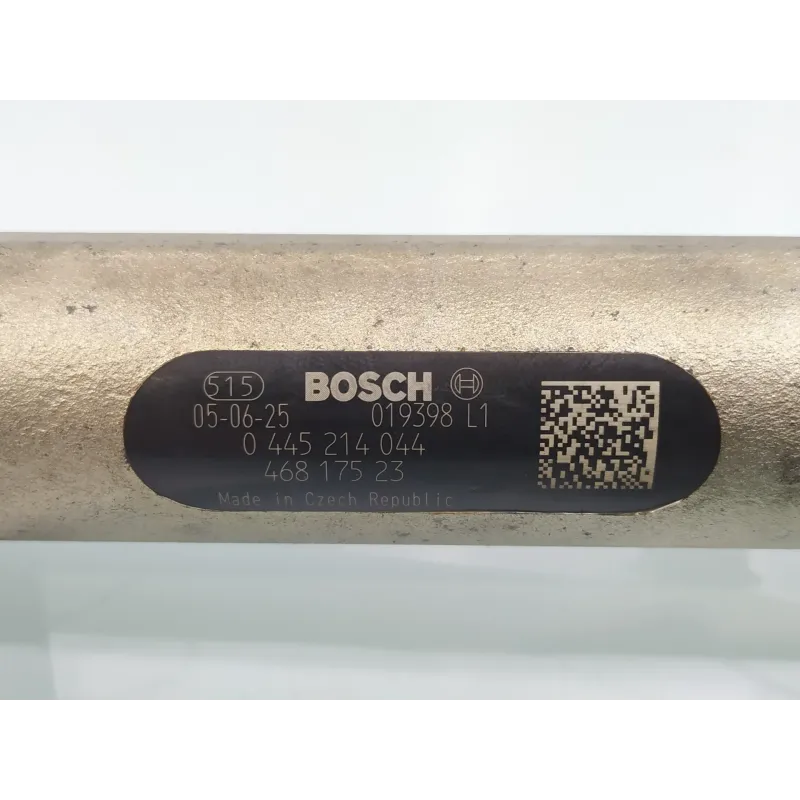 515 BOSCH
05-06-25 019398 L1
0 445 214 044
468 175 23
Made in Czech Republic